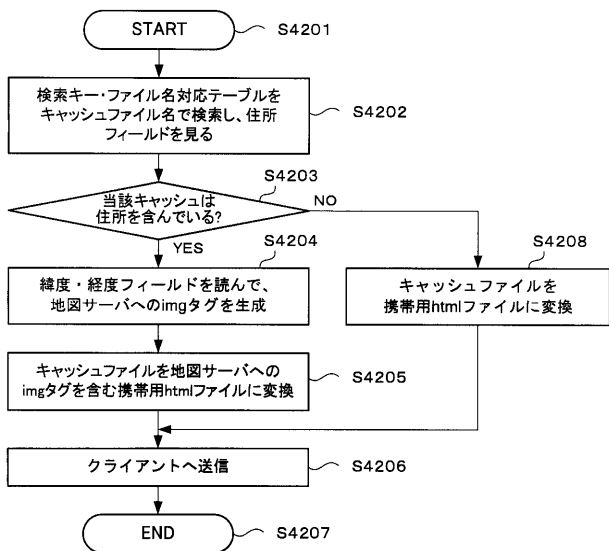 START
S4201
検索キー・ファイル名対応テーブルを
キャッシュファイル名で検索し、住所
フィールドを見る
S4202
S4203
当該キャッシュは
住所を含んでいる?
NO
YES
S4204
緯度・経度フィールドを読んで、
地図サーバへのimgタグを生成
S4208
キャッシュファイルを
携帯用htmlファイルに変換
キャッシュファイルを地図サーバへの
imgタグを含む携帯用htmlファイルに変換
S4205
クライアントへ送信
S4206
END
S4207